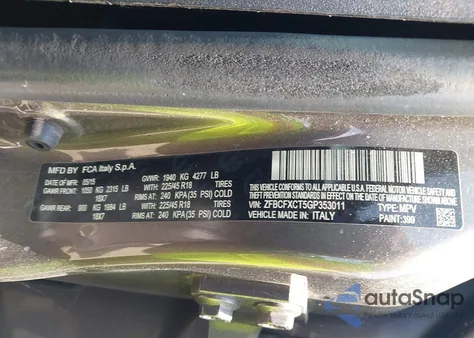 MFD BY FCA Italy S.p.A.
DATE OF MFR: 05/15 GVWR: 1940 KG 4277 LB
GAWR FRONT: 1050 KG 2315 LB WITH: 225/45 R18 TIRES
18X7 RIMS AT: 240 KPA(35 PSI) COLD
GAWR REAR: 900 KG 1984 LB WITH: 225/45 R18 TIRES
18X7 RIMS AT: 240 KPA(35 PSI) COLD
THIS VEHICLE CONFORMS TO ALL APPLICABLE U.S.A. FEDERAL MOTOR VEHICLE SAFETY, BUMPER, AND
THEFT PREVENTION STANDARDS IN EFFECT ON THE DATE OF MANUFACTURE SHOWN ABOVE.
VIN: ZFBCFXCT5GP353011 TYPE: MPV
MADE IN: ITALY PAINT: 399
autoSnap